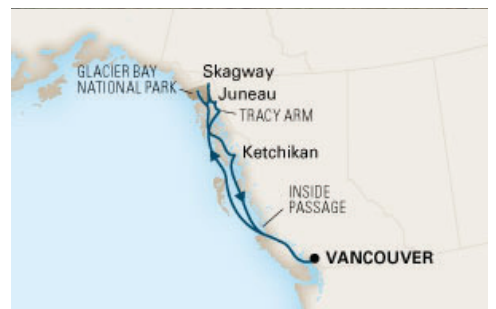 GLACIER BAY
NATIONAL PARK
Skagway
Juneau
TRACY ARM
Ketchikan
INSIDE
PASSAGE
VANCOUVER